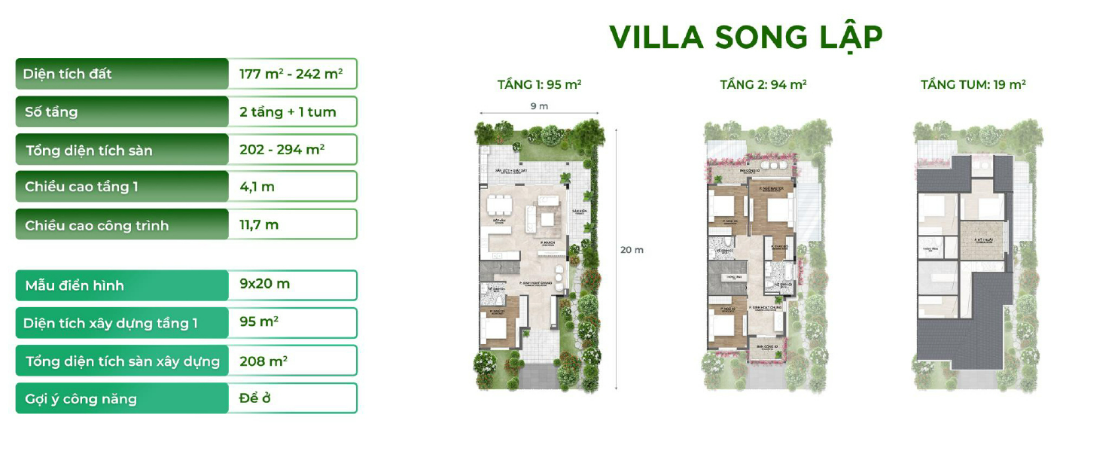 VILLA SONG LẬP
Diện tích đất 177 m² - 242 m²
Số tầng 2 tầng + 1 tum
Tổng diện tích sàn 202 - 294 m²
Chiều cao tầng 1 4,1 m
Chiều cao công trình 11,7 m
Mẫu điển hình 9x20 m
Diện tích xây dựng tầng 1 95 m²
Tổng diện tích sàn xây dựng 208 m²
Gợi ý công năng Để ở
TẦNG 1: 95 m²
9 m
20 m
TẦNG 2: 94 m²
TẦNG TUM: 19 m²